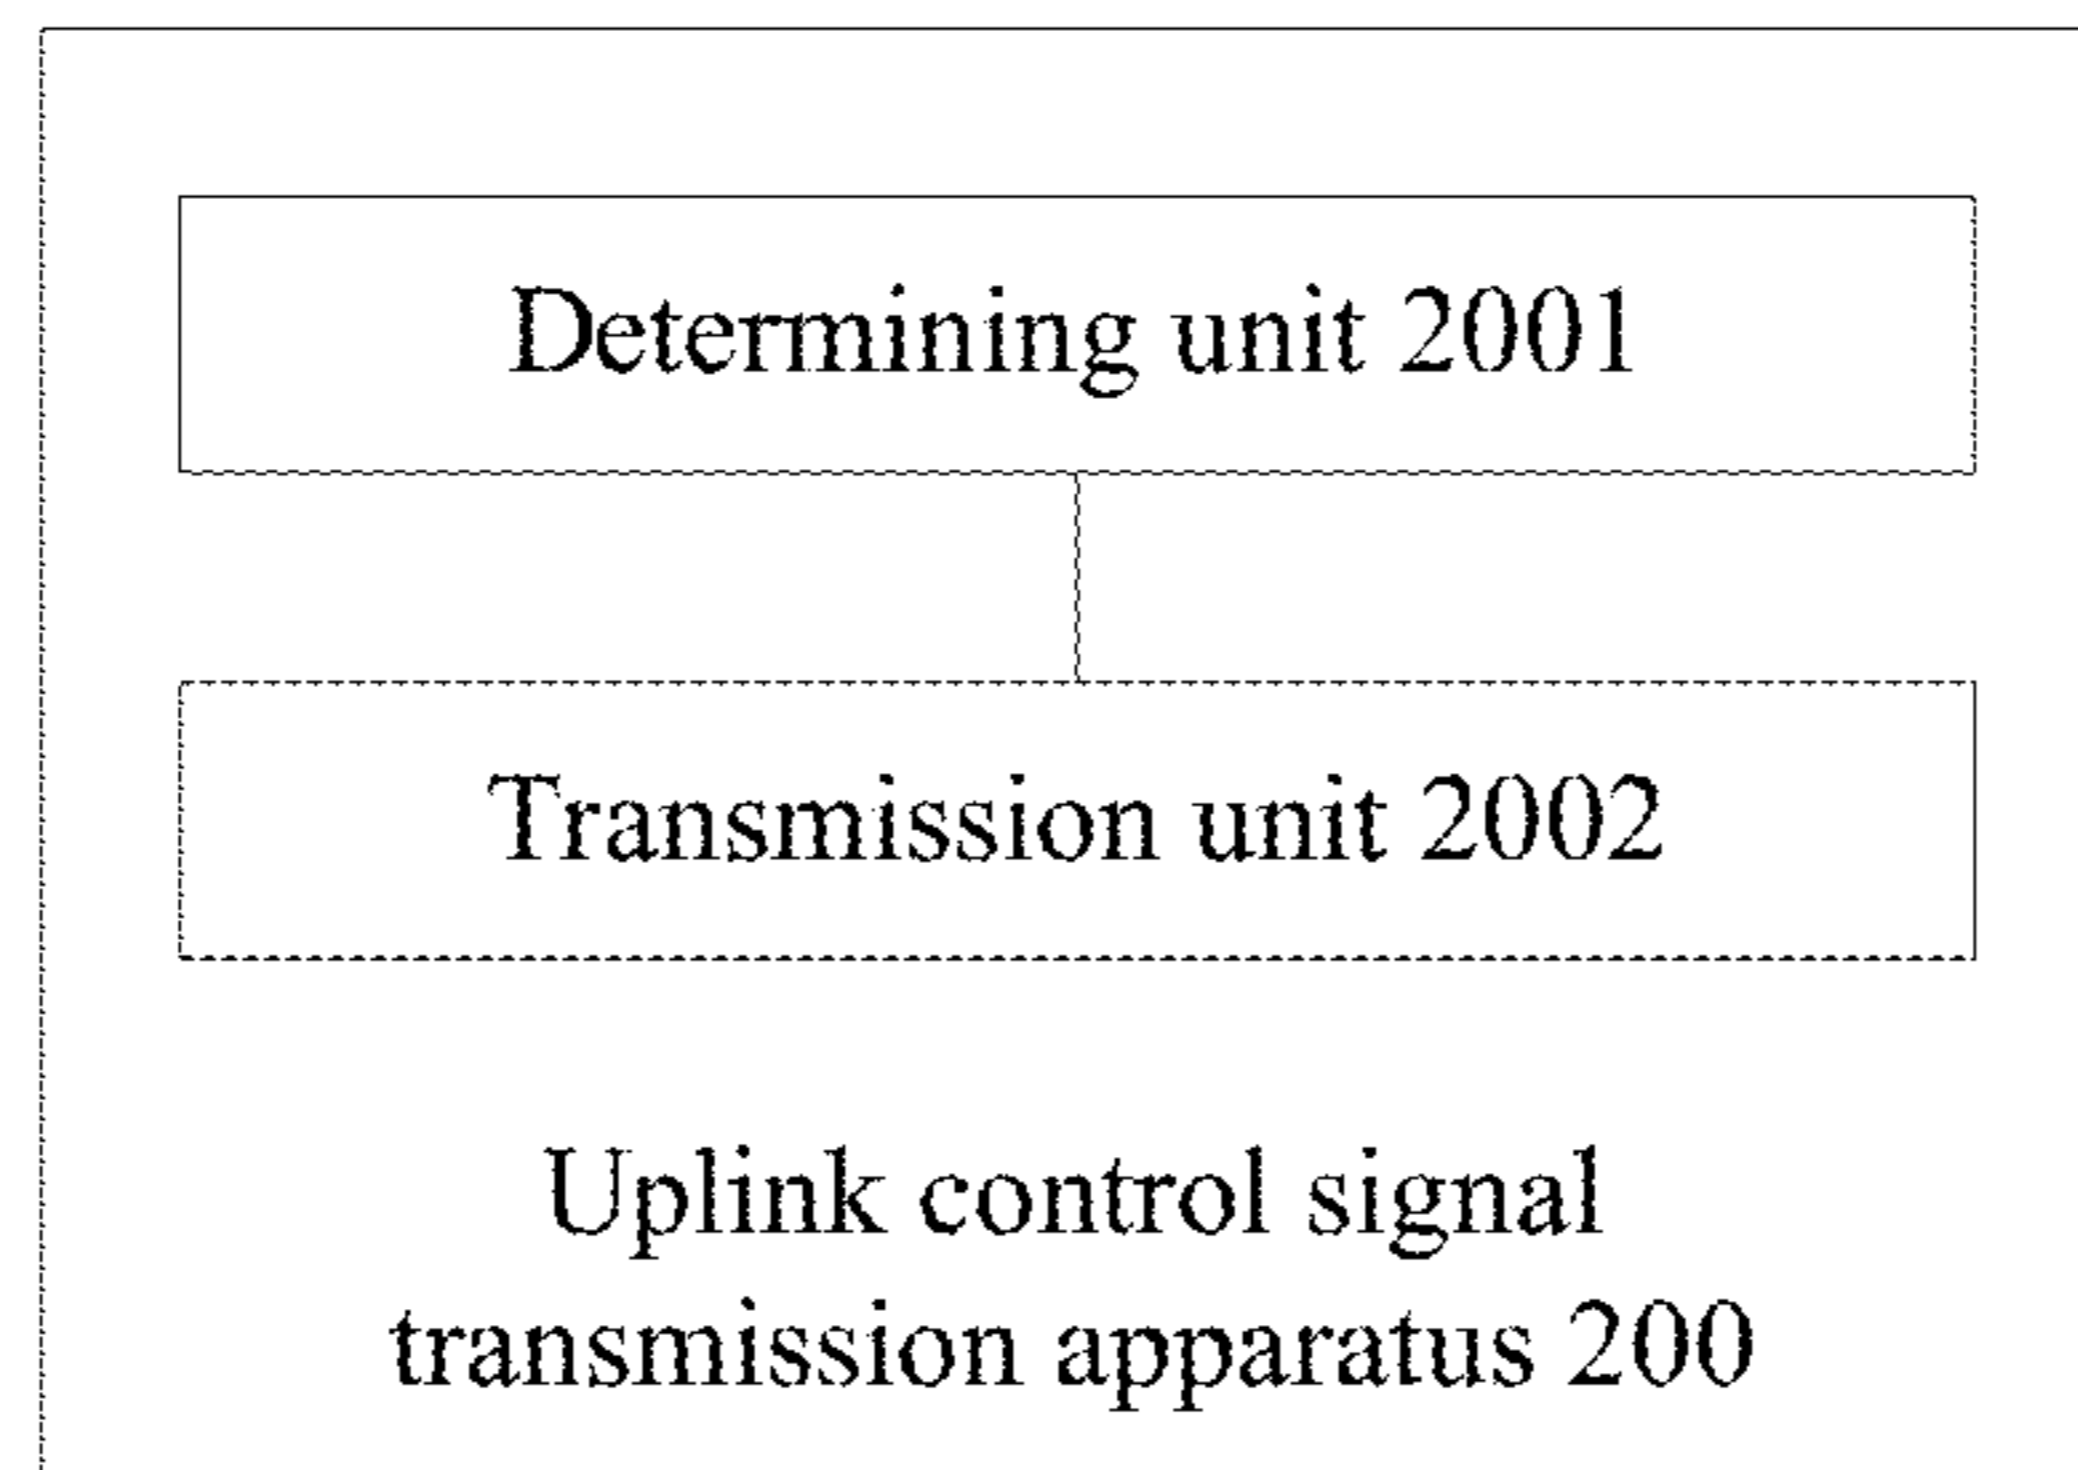 Determining unit 2001
Transmission unit 2002
Uplink control signal
transmission apparatus 200